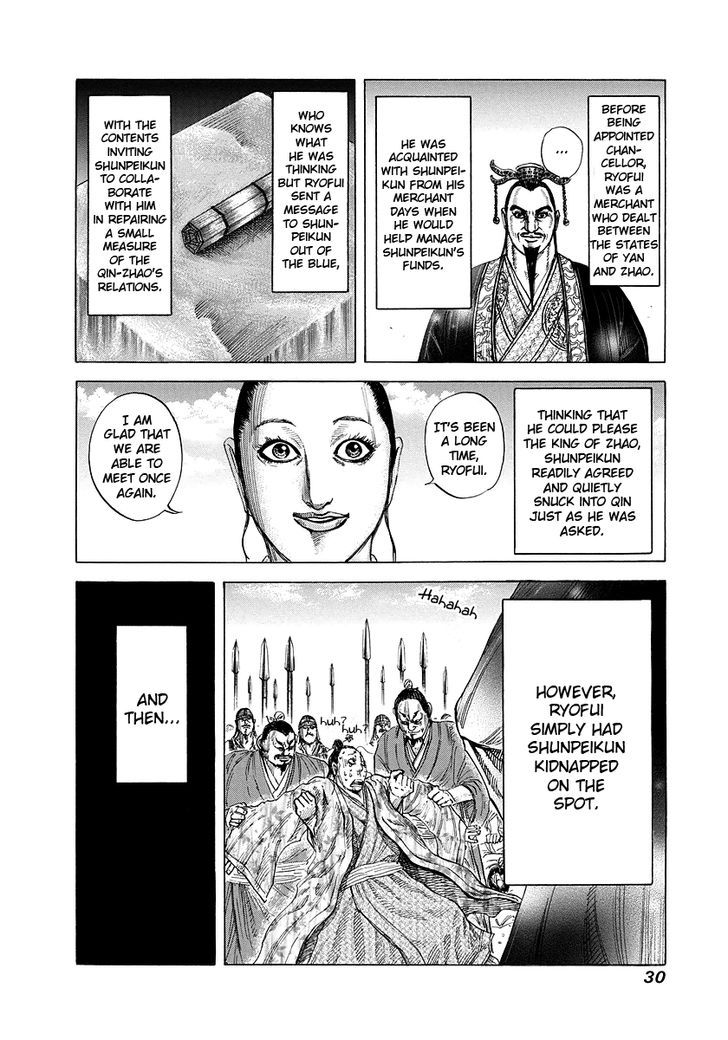 BEFORE
BEING
APPOINTED
CHAN-
CELLOR,
RYOFUI
WAS A
MERCHANT
WHO DEALT
BETWEEN
THE STATES
OF YAN
AND ZHAO.
...
HE WAS
ACQUAINTED
WITH SHUNPEI-
KUN FROM HIS
MERCHANT
DAYS WHEN
HE WOULD
HELP MANAGE
SHUNPEIKUN'S
FUNDS.
WHO
KNOWS
WHAT
HE WAS
THINKING
BUT RYOFUI
SENT A
MESSAGE
TO SHUN-
PEIKUN
OUT OF
THE BLUE,
WITH THE
CONTENTS
INVITING
SHUNPEIKUN
TO COLLA-
BORATE
WITH HIM
IN REPAIRING
A SMALL
MEASURE
OF THE
QIN-ZHAO'S
RELATIONS.
THINKING THAT
HE COULD PLEASE
THE KING OF ZHAO,
SHUNPEIKUN
READILY AGREED
AND QUIETLY
SNUCK INTO QIN
JUST AS HE WAS
ASKED.
IT'S BEEN
A LONG
TIME,
RYOFUI.
I AM
GLAD THAT
WE ARE
ABLE TO
MEET ONCE
AGAIN.
HOWEVER,
RYOFUI
SIMPLY HAD
SHUNPEIKUN
KIDNAPPED
ON THE
SPOT.
Hahahah
huh?
huh?
AND
THEN...
30